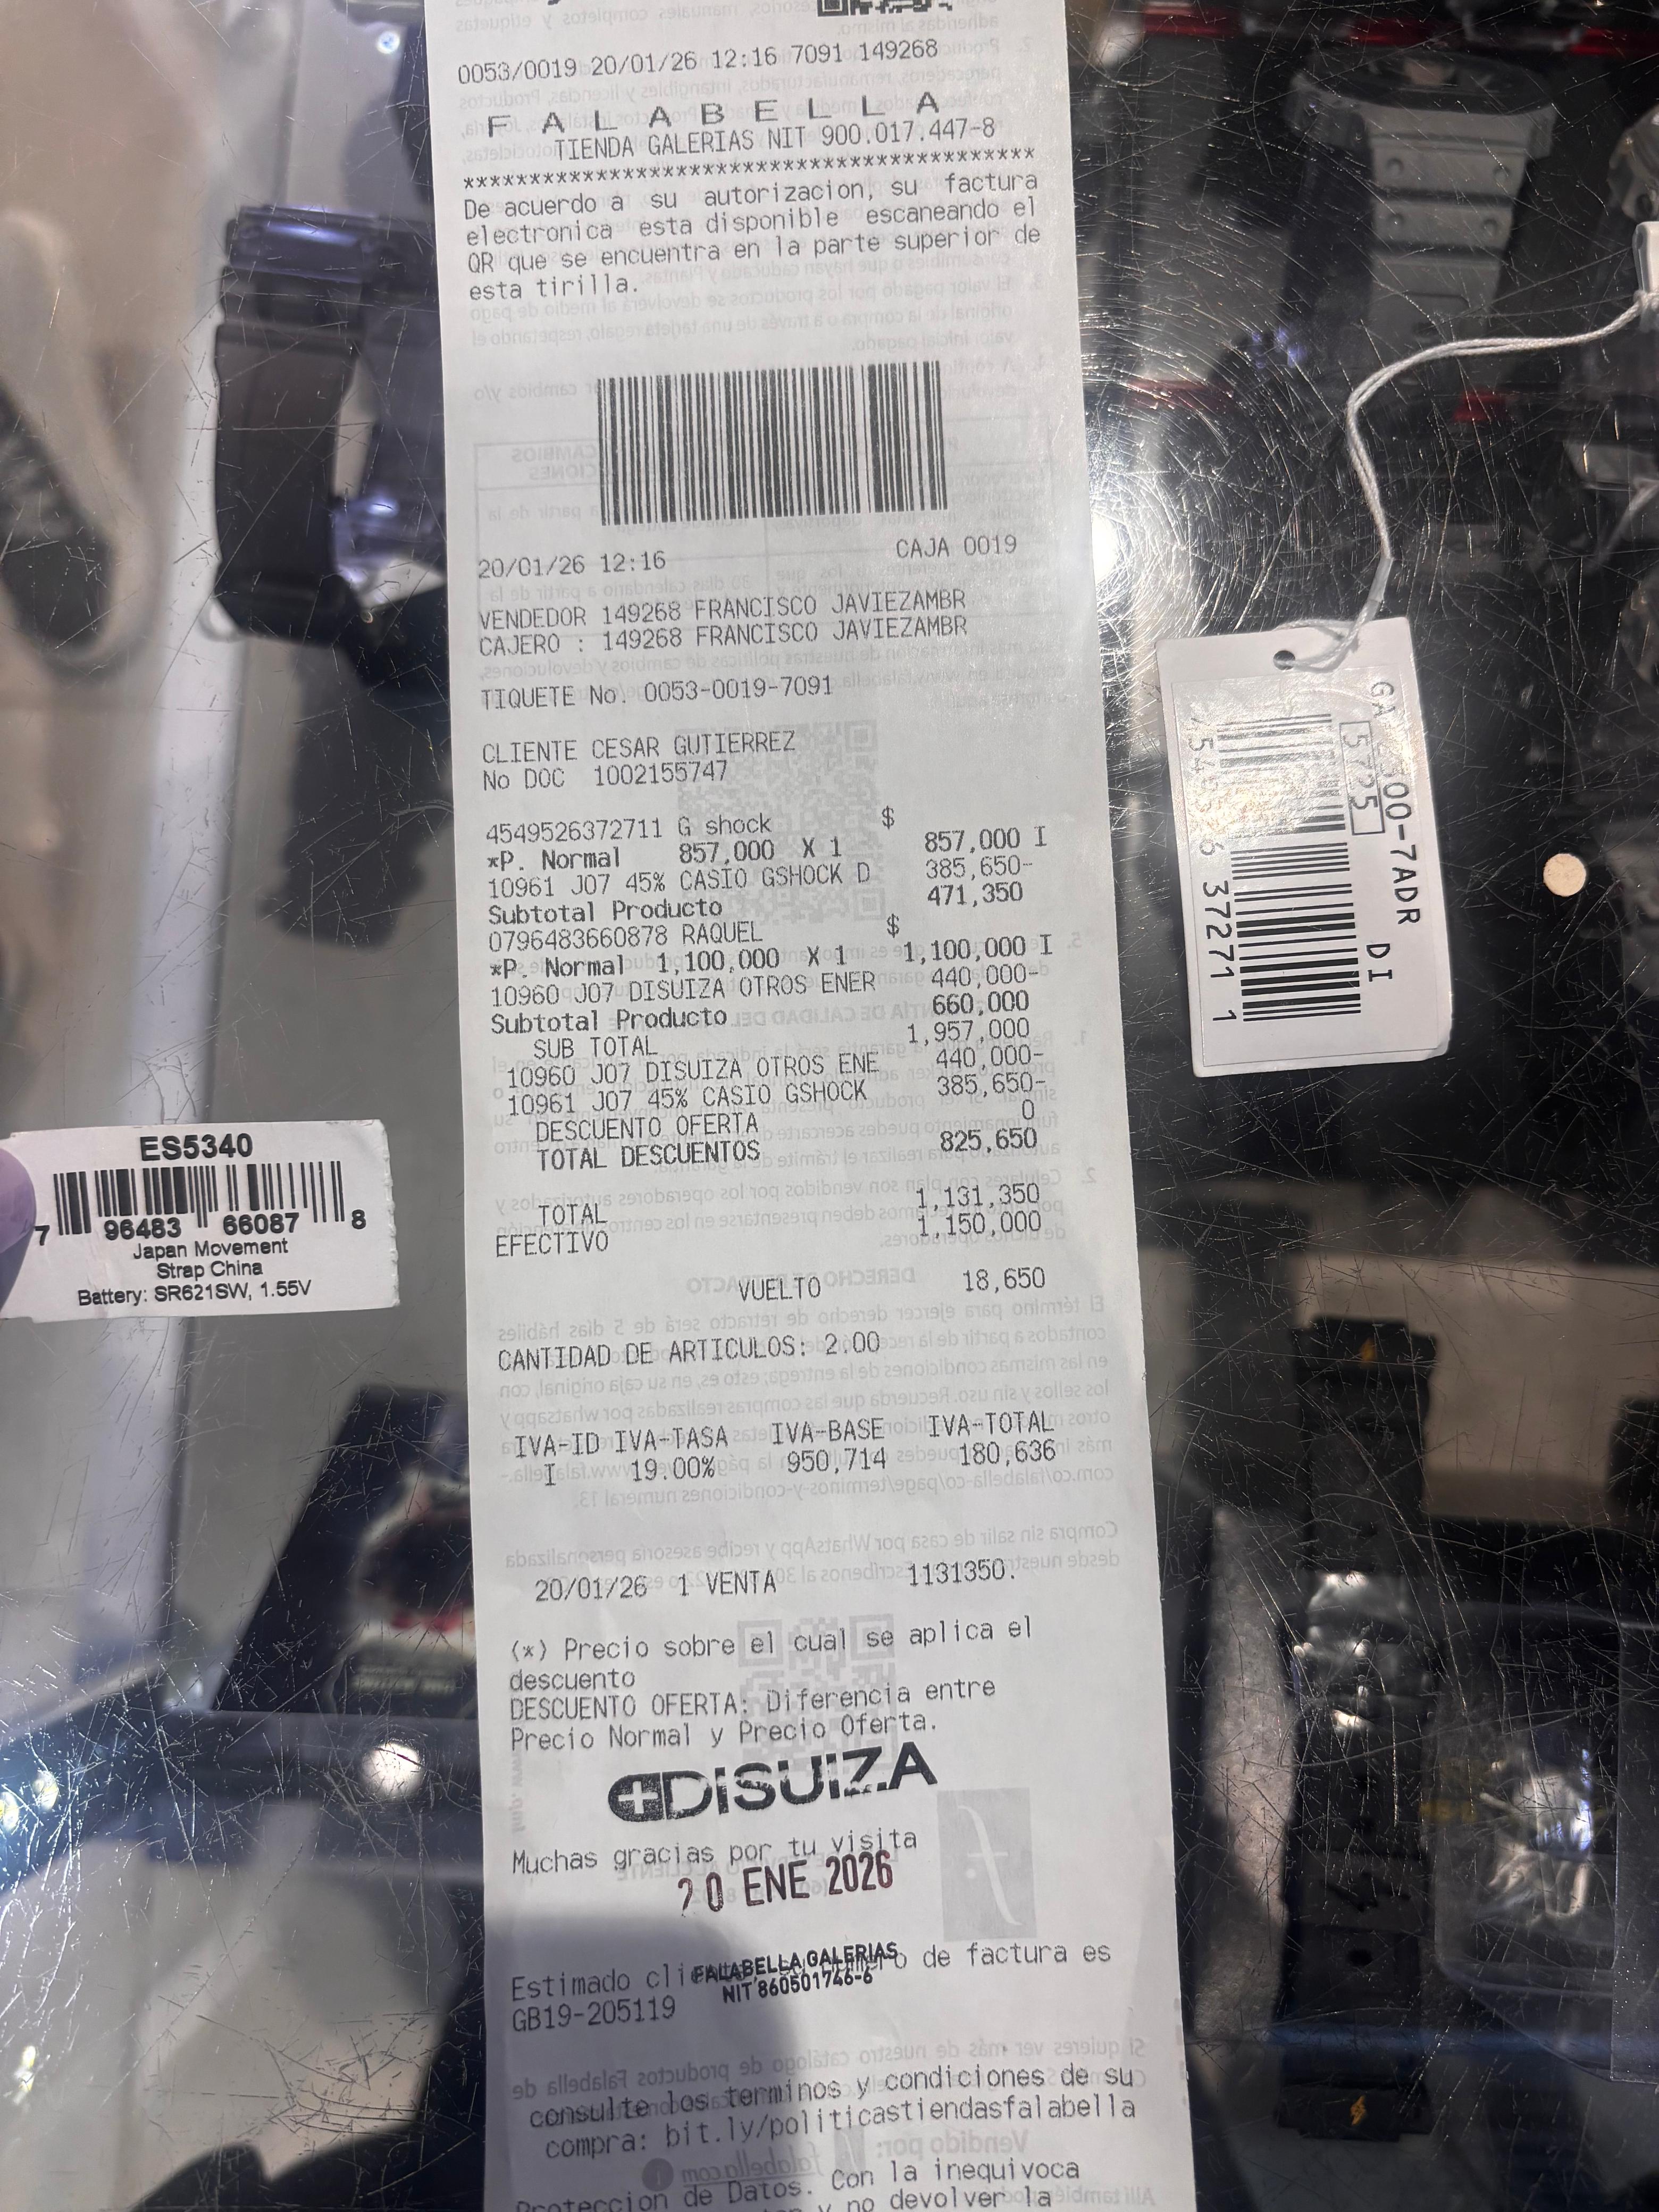 0053/0019 20/01/26 12:16 7091 149268
FALABELLA
TIENDA GALERIAS NIT 900.017.447-8
*******************************************
De acuerdo a su autorizacion, su factura
electronica esta disponible escaneando el
QR que se encuentra en la parte superior de
esta tirilla.
20/01/26 12:16 CAJA 0019
VENDEDOR 149268 FRANCISCO JAVIEZAMBR
CAJERO : 149268 FRANCISCO JAVIEZAMBR
TIQUETE No. 0053-0019-7091
CLIENTE CESAR GUTIERREZ
No DOC 1002155747
4549526372711 G shock $
*P. Normal 857,000 X 1 857,000 I
10961 J07 45% CASIO GSHOCK D 385,650-
Subtotal Producto 471,350
0796483660878 RAQUEL $
*P. Normal 1,100,000 X 1 1,100,000 I
10960 J07 DISUIZA OTROS ENER 440,000-
Subtotal Producto 660,000
SUB TOTAL 1,957,000
10960 J07 DISUIZA OTROS ENE 440,000-
10961 J07 45% CASIO GSHOCK 385,650-
DESCUENTO OFERTA 0
TOTAL DESCUENTOS 825,650
TOTAL 1,131,350
EFECTIVO 1,150,000
VUELTO 18,650
CANTIDAD DE ARTICULOS: 2.00
IVA-ID IVA-TASA IVA-BASE IVA-TOTAL
I 19.00% 950,714 180,636
20/01/26 1 VENTA 1131350.
(*) Precio sobre el cual se aplica el
descuento
DESCUENTO OFERTA: Diferencia entre
Precio Normal y Precio Oferta.
DISUIZA
Muchas gracias por tu visita
20 ENE 2026
FALABELLA GALERIAS
NIT 860501746-6
Estimado de factura es
GB19-205119
consulte los terminos y condiciones de su
compra: bit.ly/politicastiendasfalabella
Proteccion de Datos. Con la inequivoca
y no devolver la
ES5340
7 96483 66087 8
Japan Movement
Strap China
Battery: SR621SW, 1.55V
00-7ADR DI
5725
37271 1